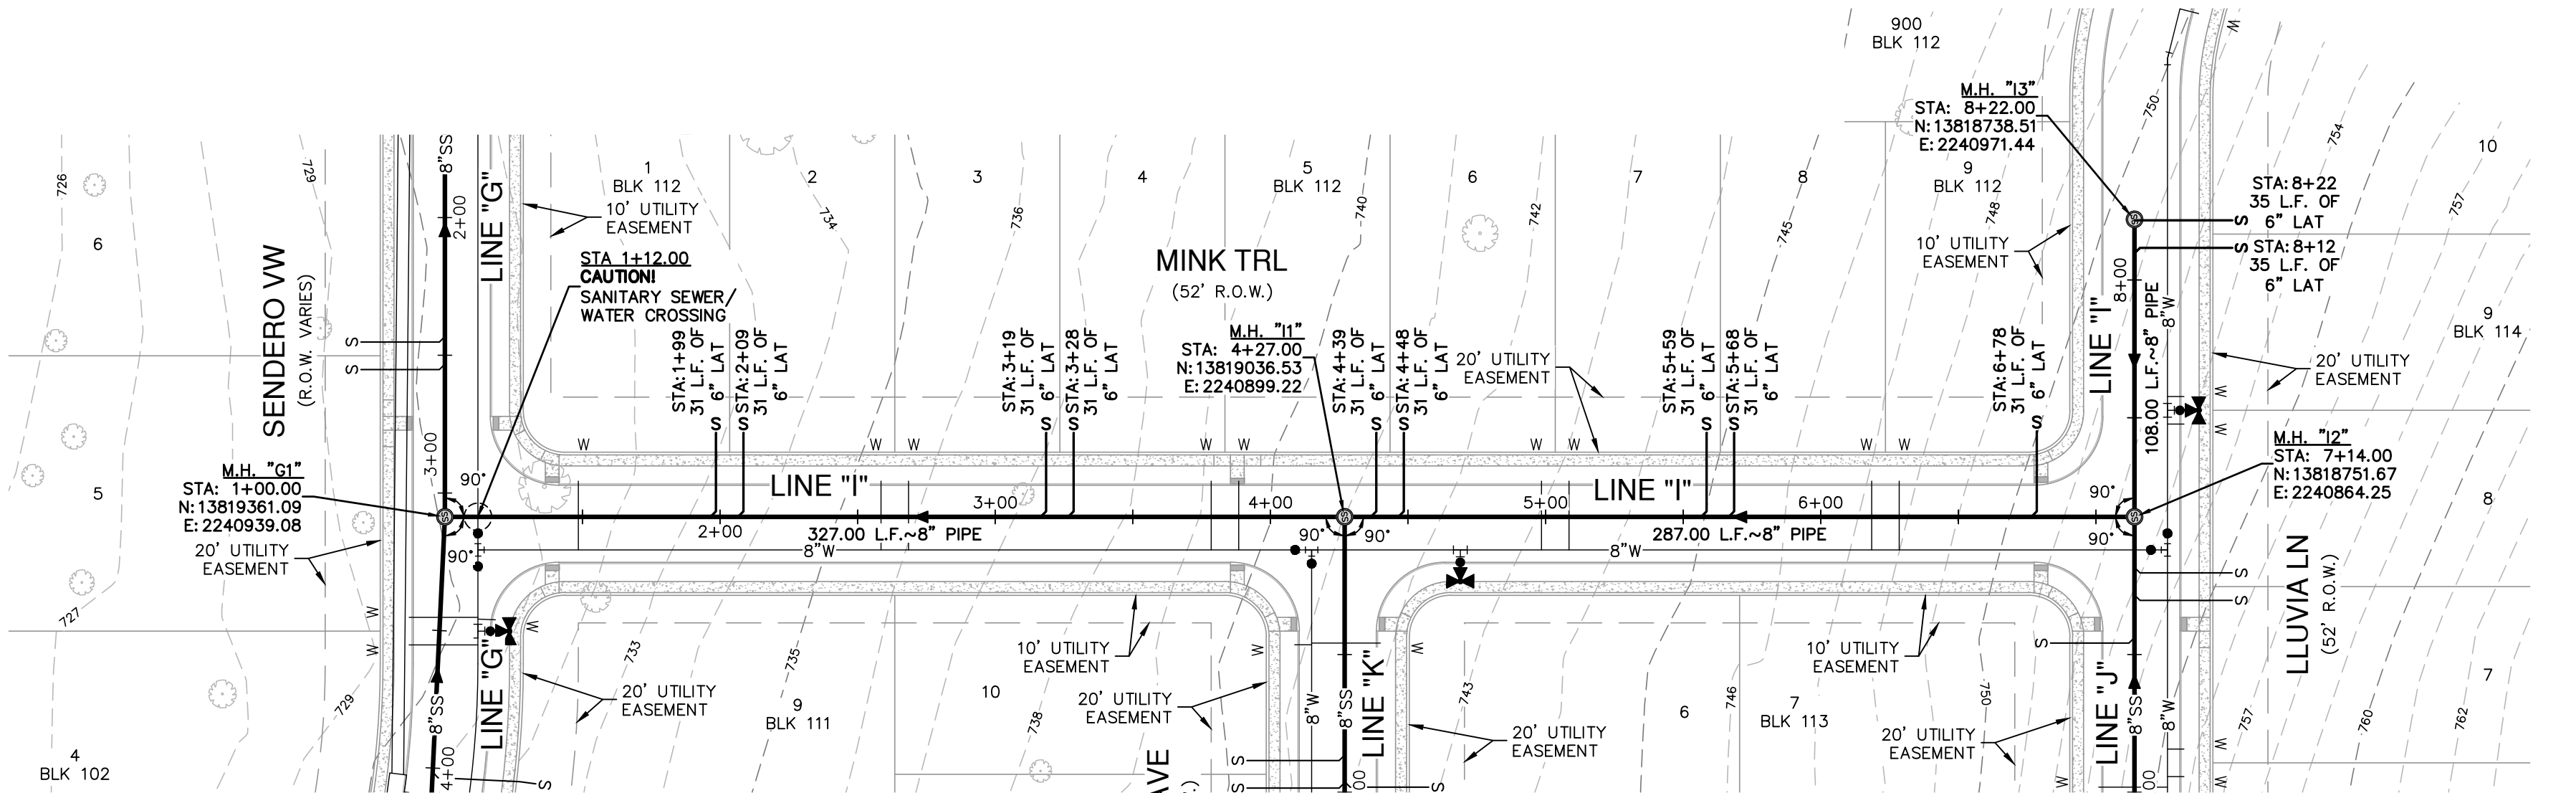 900
BLK 112
M.H. "I3"
STA: 8+22.00
N:13818738.51
E: 2240971.44
750
754
10
757
8"SS
2+00
LINE "G"
726
729
6
1
BLK 112
2
734
3
736
4
5
BLK 112
740
6
742
7
745
8
9
BLK 112
748
10' UTILITY
EASEMENT
STA: 8+22
35 L.F. OF
6" LAT
S
S
STA: 8+12
35 L.F. OF
6" LAT
10' UTILITY
EASEMENT
SENDERO VW
(R.O.W. VARIES)
STA 1+12.00
CAUTION!
SANITARY SEWER/
WATER CROSSING
MINK TRL
(52' R.O.W.)
8+00
8"W
9
BLK 114
S
S
STA:1+99
31 L.F. OF
6" LAT
STA:2+09
31 L.F. OF
6" LAT
STA:3+19
31 L.F. OF
6" LAT
STA:3+28
31 L.F. OF
6" LAT
M.H. "I1"
STA: 4+27.00
N:13819036.53
E:2240899.22
STA:4+39
31 L.F. OF
6" LAT
STA:4+48
31 L.F. OF
6" LAT
20' UTILITY
EASEMENT
STA:5+59
31 L.F. OF
6" LAT
STA:5+68
31 L.F. OF
6" LAT
STA:6+78
31 L.F. OF
6" LAT
LINE "I"
108.00 L.F.~8" PIPE
20' UTILITY
EASEMENT
S
S
S
S
S
S
S
S
S
W
W
W
W
W
W
W
W
W
W
W
W
3+00
M.H. "G1"
STA: 1+00.00
N:13819361.09
E: 2240939.08
90°
5
LINE "I"
3+00
4+00
5+00
LINE "I"
6+00
90°
M.H. "I2"
STA: 7+14.00
N:13818751.67
E: 2240864.25
8
20' UTILITY
EASEMENT
90°
2+00
327.00 L.F.~8" PIPE
8"W
90°
90°
8"W
287.00 L.F.~8" PIPE
90°
LLUVIA LN
(52' R.O.W.)
S
S
727
W
W
W
W
W
S
729
LINE "G"
8"SS
4+00
S
733
735
20' UTILITY
EASEMENT
9
BLK 111
10
738
10' UTILITY
EASEMENT
20' UTILITY
EASEMENT
8"W
8"SS
LINE "K"
S
S
S
743
20' UTILITY
EASEMENT
6
746
7
BLK 113
10' UTILITY
EASEMENT
750
20' UTILITY
EASEMENT
LINE "J"
8"SS
8"W
W
W
W
757
760
762
7
4
BLK 102
AVE
00
00